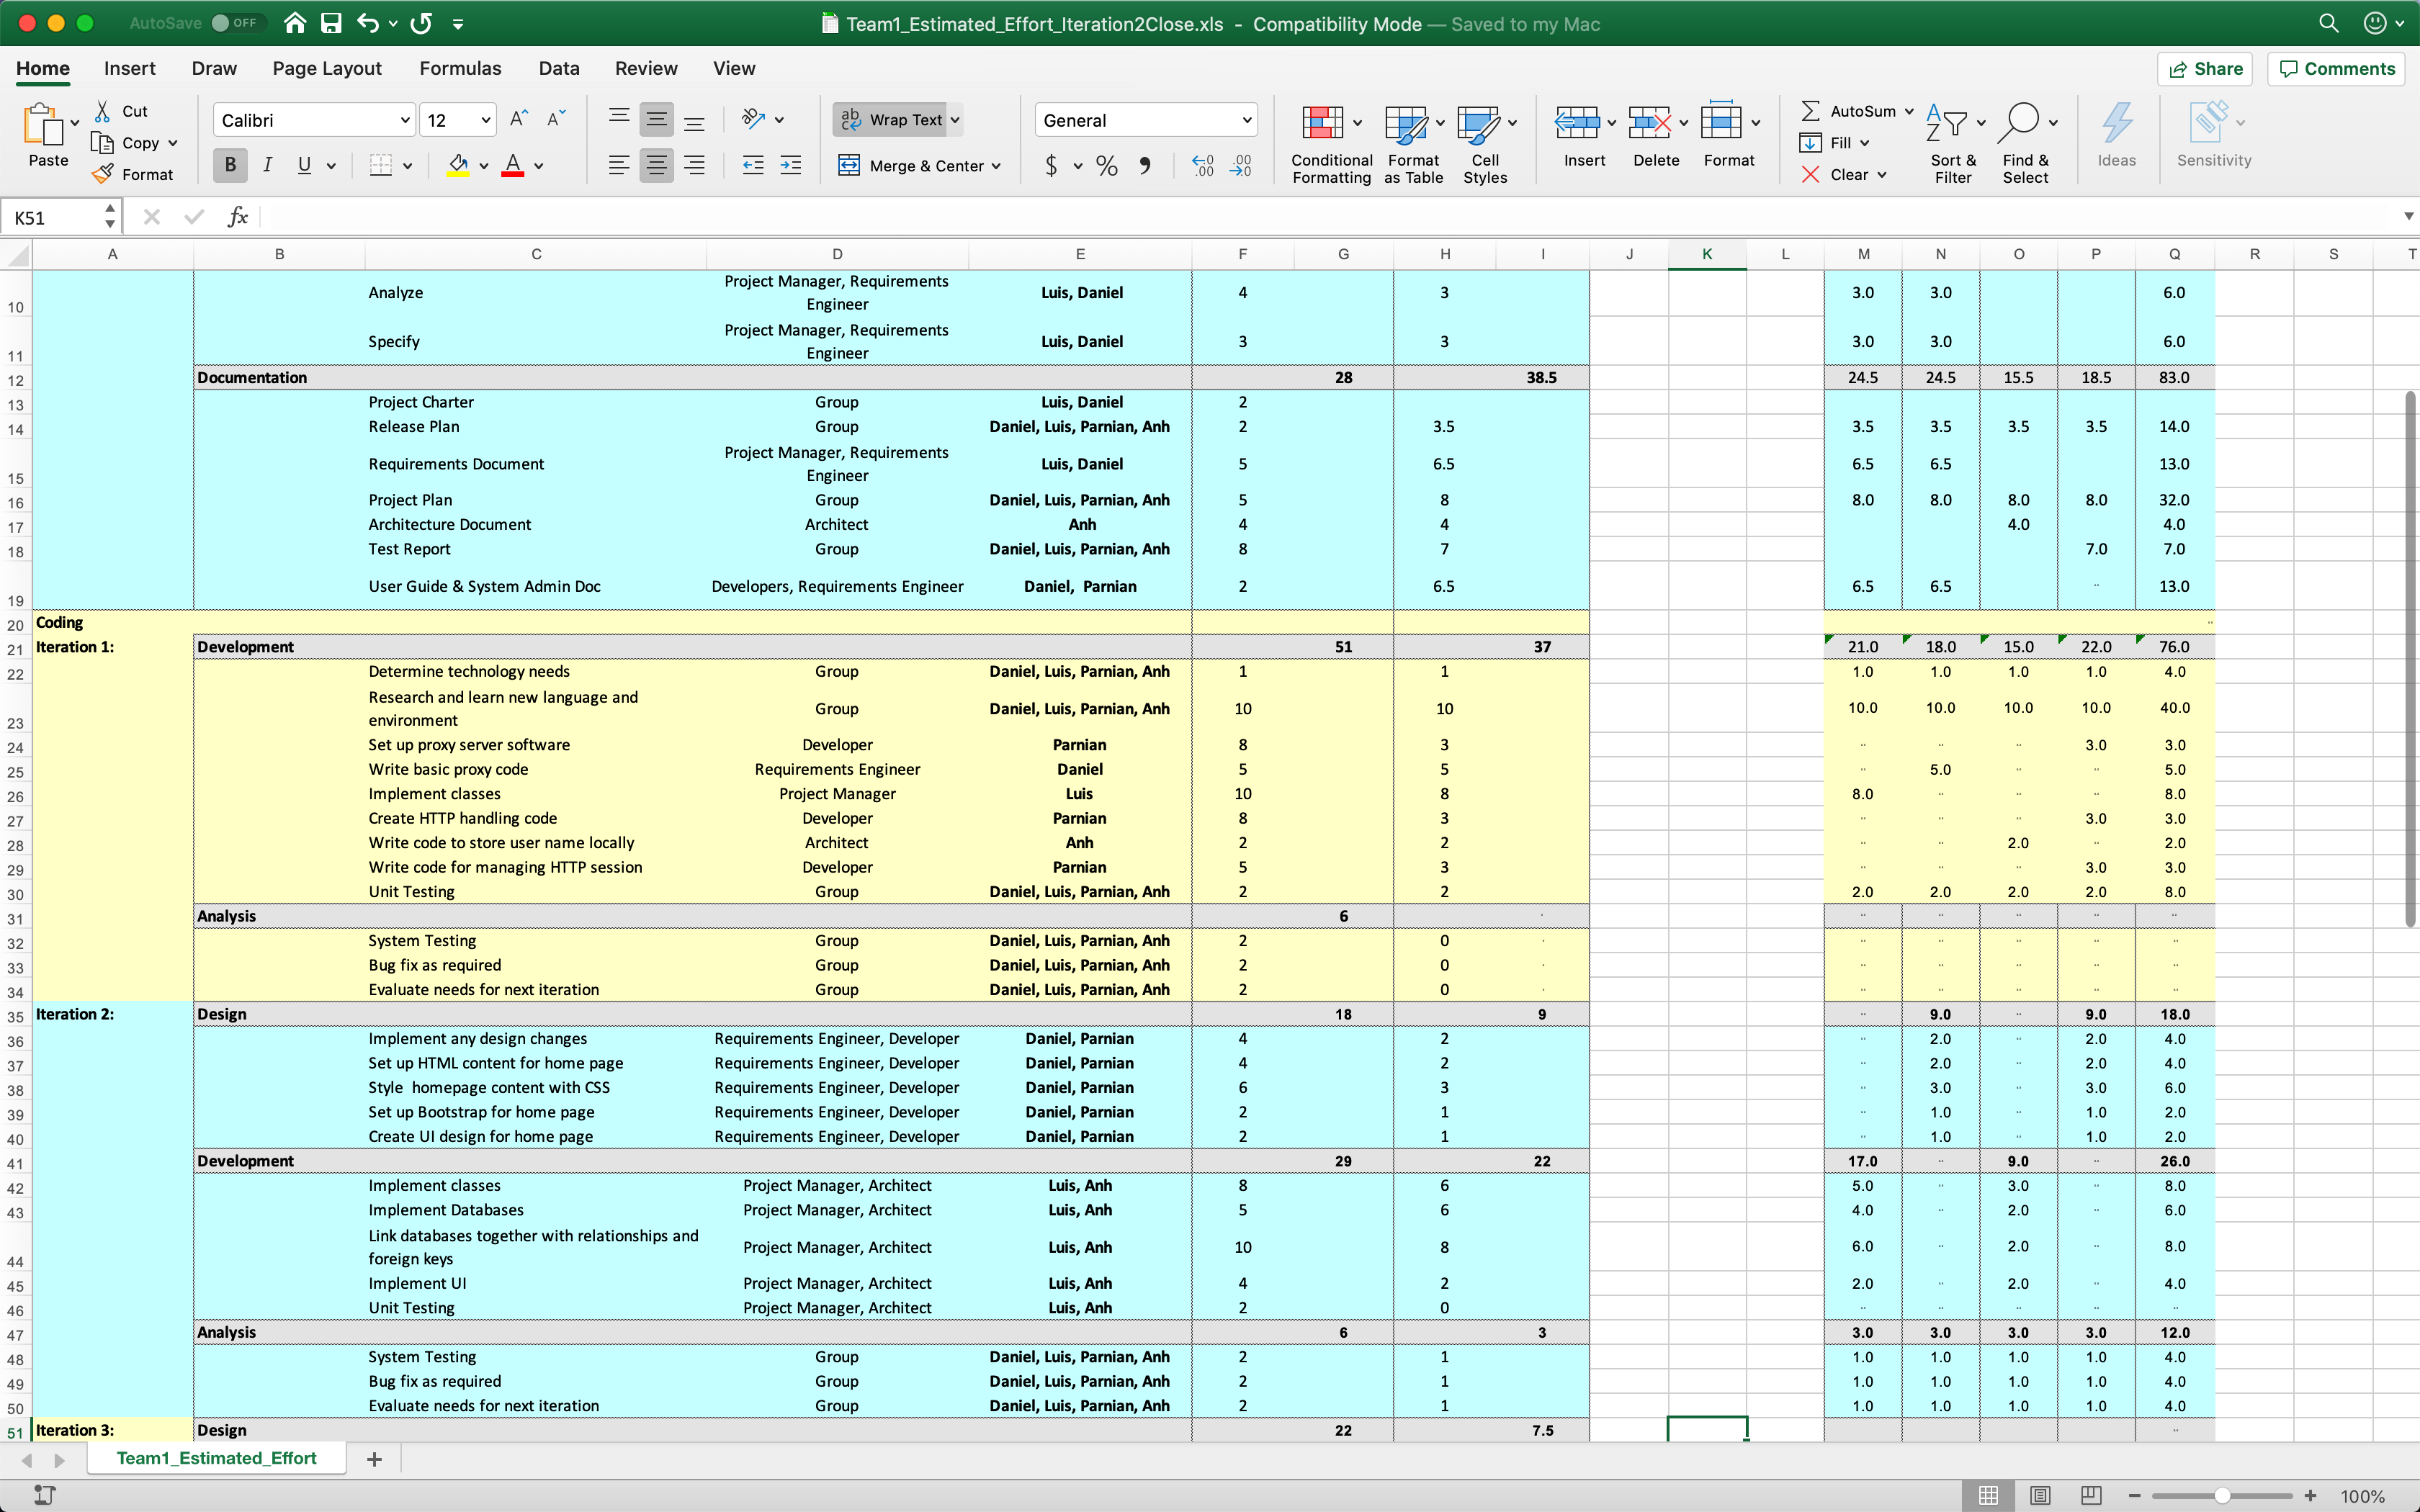 AutoSave OFF
Team1_Estimated_Effort_Iteration2Close.xls - Compatibility Mode — Saved to my Mac
Home Insert Draw Page Layout Formulas Data Review View Share Comments
Paste Cut Copy Format
Calibri 12
B I U A
Wrap Text
Merge & Center
General
$ %
Conditional Formatting Format as Table Cell Styles
Insert Delete Format
AutoSum Fill Clear
Sort & Filter Find & Select
Ideas Sensitivity
K51 fx
A B C D E F G H I J K L M N O P Q R S T
10 Analyze Project Manager, Requirements Engineer Luis, Daniel 4 3 3.0 3.0 6.0
11 Specify Project Manager, Requirements Engineer Luis, Daniel 3 3 3.0 3.0 6.0
12 Documentation 28 38.5 24.5 24.5 15.5 18.5 83.0
13 Project Charter Group Luis, Daniel 2
14 Release Plan Group Daniel, Luis, Parnian, Anh 2 3.5 3.5 3.5 3.5 3.5 14.0
15 Requirements Document Project Manager, Requirements Engineer Luis, Daniel 5 6.5 6.5 6.5 13.0
16 Project Plan Group Daniel, Luis, Parnian, Anh 5 8 8.0 8.0 8.0 8.0 32.0
17 Architecture Document Architect Anh 4 4 4.0 4.0
18 Test Report Group Daniel, Luis, Parnian, Anh 8 7 7.0 7.0
19 User Guide & System Admin Doc Developers, Requirements Engineer Daniel, Parnian 2 6.5 6.5 6.5 13.0
20 Coding
21 Iteration 1: Development 51 37 21.0 18.0 15.0 22.0 76.0
22 Determine technology needs Group Daniel, Luis, Parnian, Anh 1 1 1.0 1.0 1.0 1.0 4.0
23 Research and learn new language and environment Group Daniel, Luis, Parnian, Anh 10 10 10.0 10.0 10.0 10.0 40.0
24 Set up proxy server software Developer Parnian 8 3 3.0 3.0
25 Write basic proxy code Requirements Engineer Daniel 5 5 5.0 5.0
26 Implement classes Project Manager Luis 10 8 8.0 8.0
27 Create HTTP handling code Developer Parnian 8 3 3.0 3.0
28 Write code to store user name locally Architect Anh 2 2 2.0 2.0
29 Write code for managing HTTP session Developer Parnian 5 3 3.0 3.0
30 Unit Testing Group Daniel, Luis, Parnian, Anh 2 2 2.0 2.0 2.0 2.0 8.0
31 Analysis 6
32 System Testing Group Daniel, Luis, Parnian, Anh 2 0
33 Bug fix as required Group Daniel, Luis, Parnian, Anh 2 0
34 Evaluate needs for next iteration Group Daniel, Luis, Parnian, Anh 2 0
35 Iteration 2: Design 18 9 9.0 9.0 18.0
36 Implement any design changes Requirements Engineer, Developer Daniel, Parnian 4 2 2.0 2.0 4.0
37 Set up HTML content for home page Requirements Engineer, Developer Daniel, Parnian 4 2 2.0 2.0 4.0
38 Style homepage content with CSS Requirements Engineer, Developer Daniel, Parnian 6 3 3.0 3.0 6.0
39 Set up Bootstrap for home page Requirements Engineer, Developer Daniel, Parnian 2 1 1.0 1.0 2.0
40 Create UI design for home page Requirements Engineer, Developer Daniel, Parnian 2 1 1.0 1.0 2.0
41 Development 29 22 17.0 9.0 26.0
42 Implement classes Project Manager, Architect Luis, Anh 8 6 5.0 3.0 8.0
43 Implement Databases Project Manager, Architect Luis, Anh 5 6 4.0 2.0 6.0
44 Link databases together with relationships and foreign keys Project Manager, Architect Luis, Anh 10 8 6.0 2.0 8.0
45 Implement UI Project Manager, Architect Luis, Anh 4 2 2.0 2.0 4.0
46 Unit Testing Project Manager, Architect Luis, Anh 2 0
47 Analysis 6 3 3.0 3.0 3.0 3.0 12.0
48 System Testing Group Daniel, Luis, Parnian, Anh 2 1 1.0 1.0 1.0 1.0 4.0
49 Bug fix as required Group Daniel, Luis, Parnian, Anh 2 1 1.0 1.0 1.0 1.0 4.0
50 Evaluate needs for next iteration Group Daniel, Luis, Parnian, Anh 2 1 1.0 1.0 1.0 1.0 4.0
51 Iteration 3: Design 22 7.5
Team1_Estimated_Effort +
100%